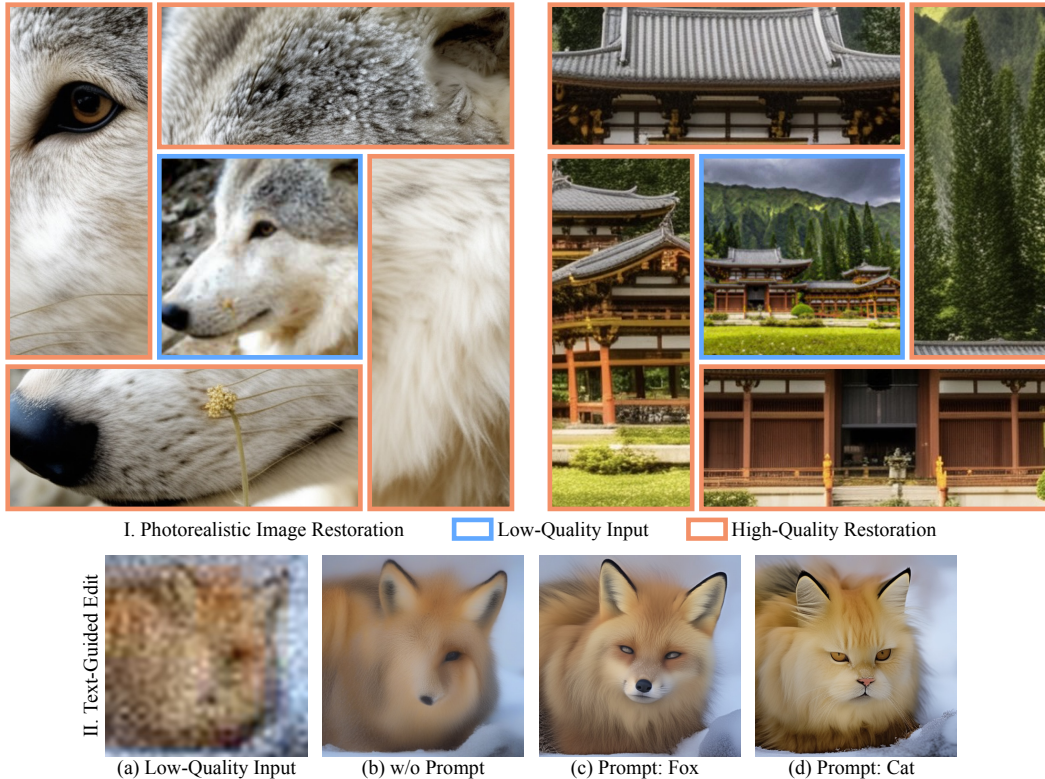 I. Photorealistic Image Restoration
Low-Quality Input
High-Quality Restoration
II. Text-Guided Edit
(a) Low-Quality Input
(b) w/o Prompt
(c) Prompt: Fox
(d) Prompt: Cat